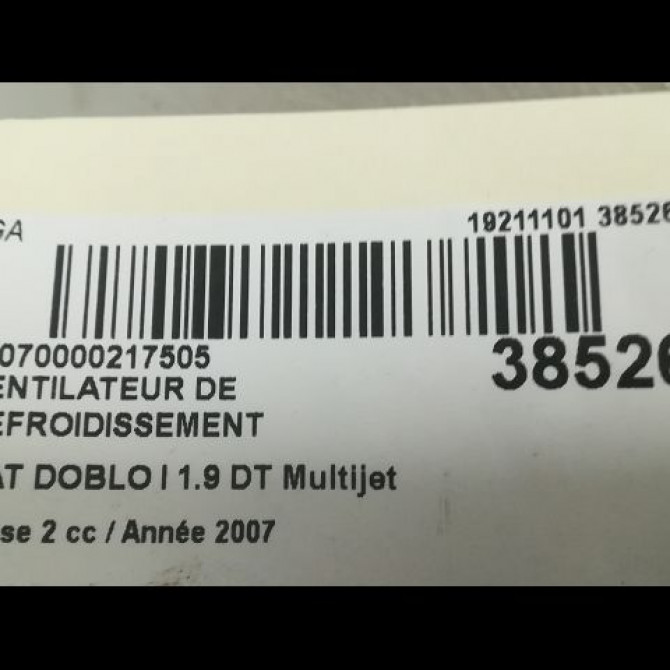 GA 19211101 38526
070000217505 38526
ENTILATEUR DE
EFROIDISSEMENT
AT DOBLO I 1.9 DT Multijet
se 2 cc / Année 2007